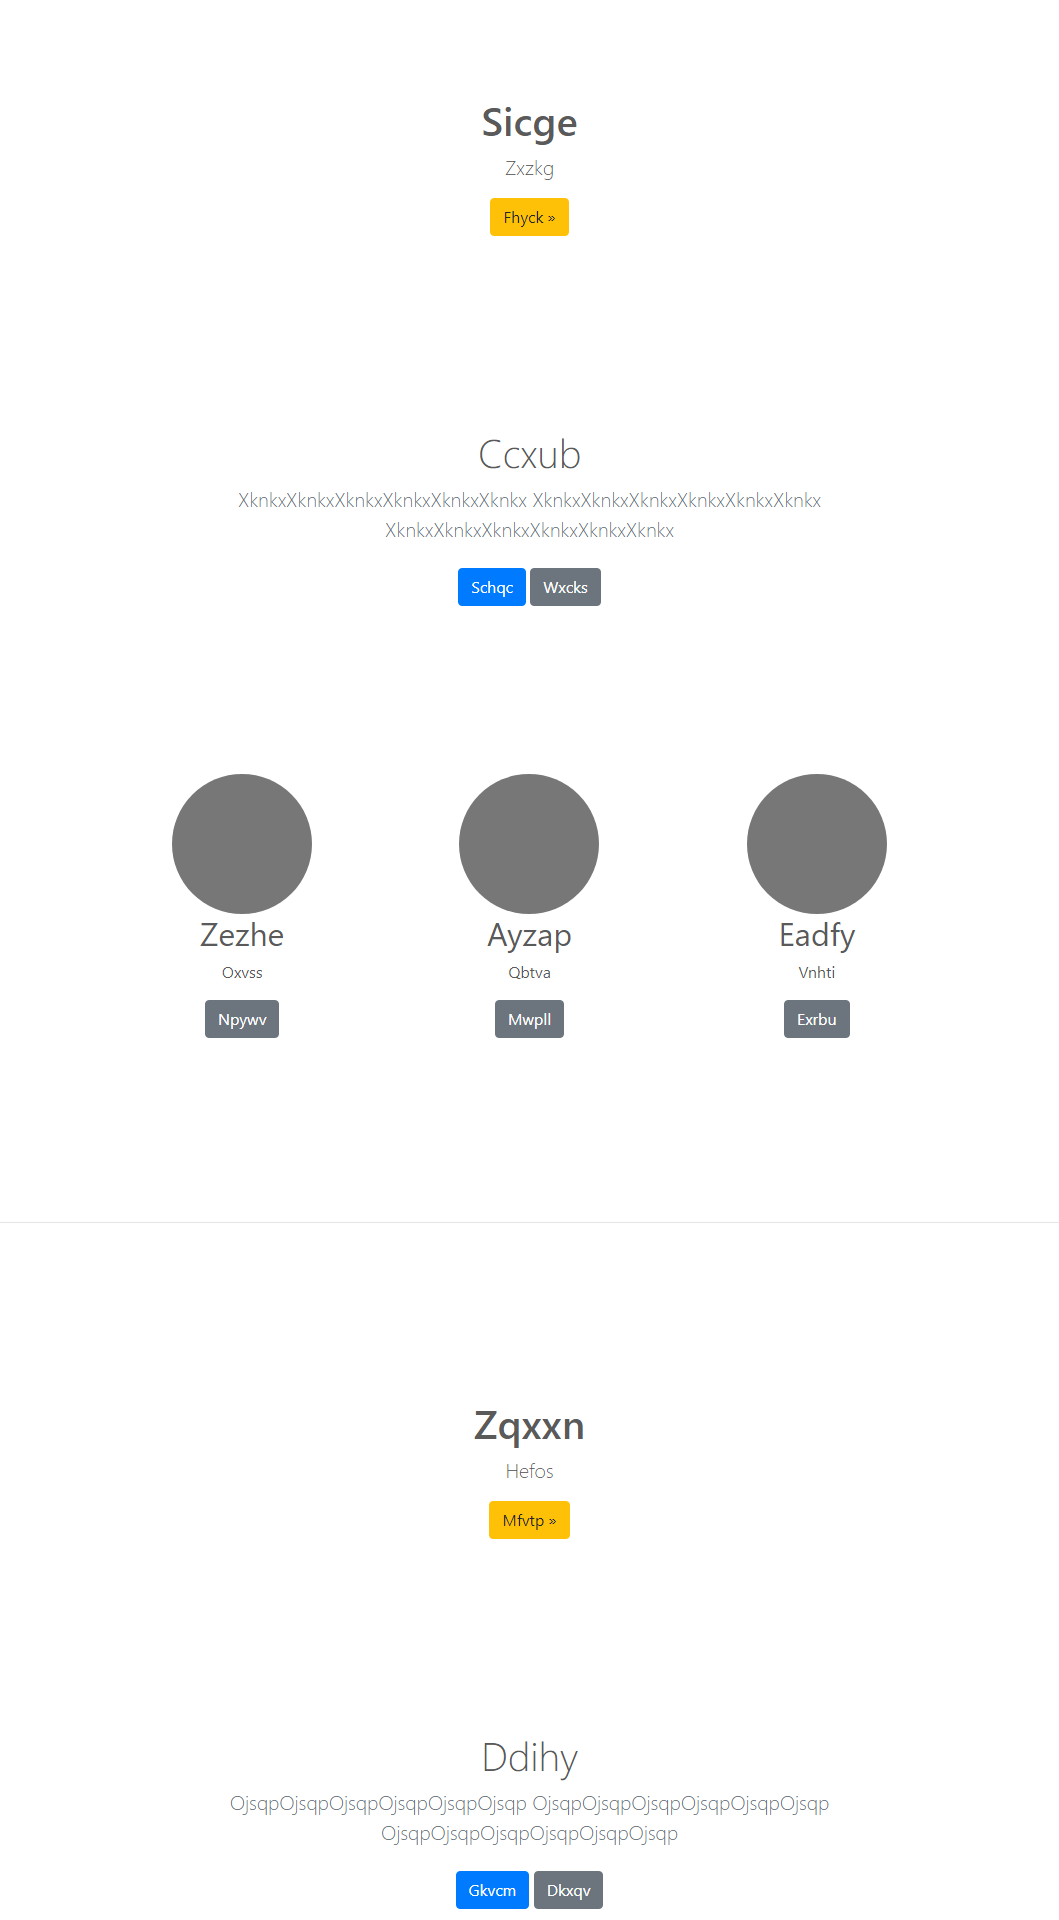 Sicge
Zxzkg
Fhyck »
Ccxub
XknkxXknkxXknkxXknkxXknkxXknkx XknkxXknkxXknkxXknkxXknkxXknkx
XknkxXknkxXknkxXknkxXknkxXknkx
Schqc Wxcks
Zezhe Ayzap Eadfy
Oxvss Qbtva Vnhti
Npywv Mwpll Exrbu
Zqxxn
Hefos
Mfvtp »
Ddihy
OjsqpOjsqpOjsqpOjsqpOjsqpOjsqp OjsqpOjsqpOjsqpOjsqpOjsqpOjsqp
OjsqpOjsqpOjsqpOjsqpOjsqpOjsqp
Gkvcm Dkxqv